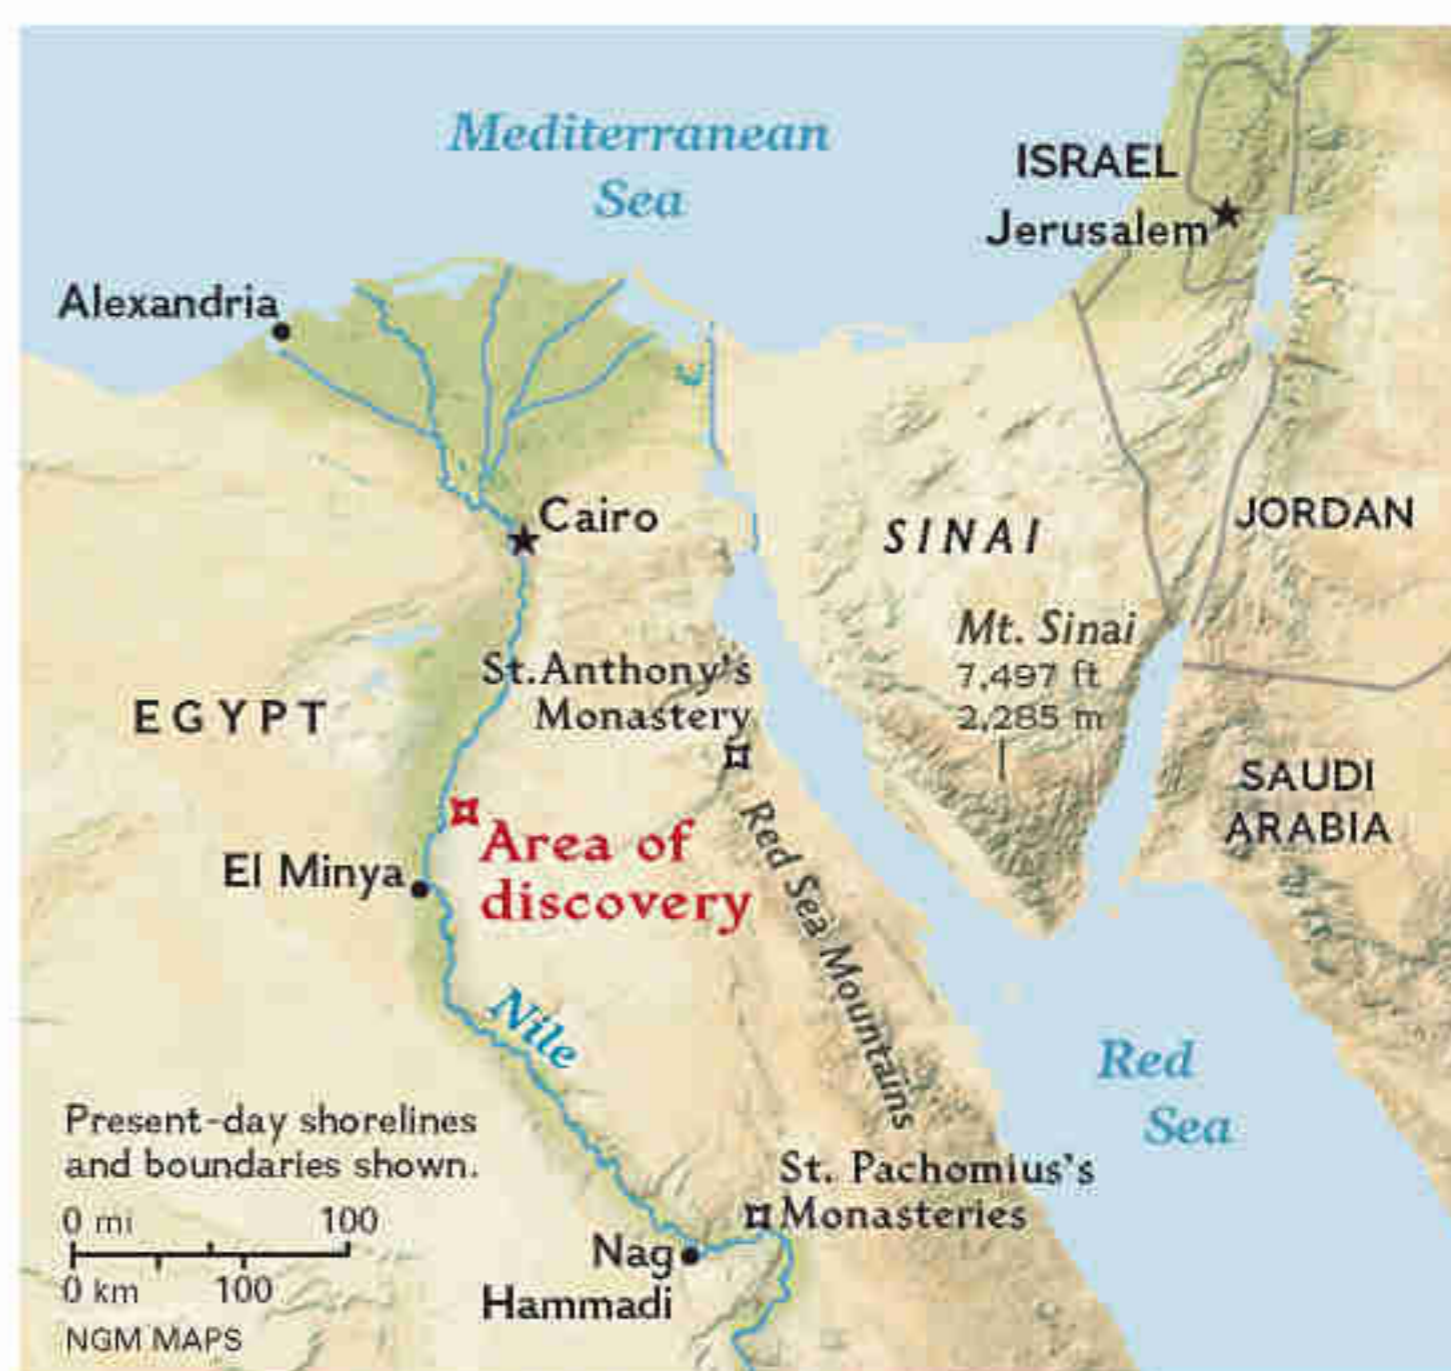 Mediterranean
Sea
ISRAEL
Jerusalem
Alexandria
Cairo
SINAI
JORDAN
Mt. Sinai
7,497 ft
2,285 m
St. Anthony's
Monastery
EGYPT
SAUDI
ARABIA
Area of
discovery
El Minya
Red Sea Mountains
Nile
Red
Sea
Present-day shorelines
and boundaries shown.
0 mi 100
0 km 100
NGM MAPS
St. Pachomius's
Monasteries
Nag
Hammadi